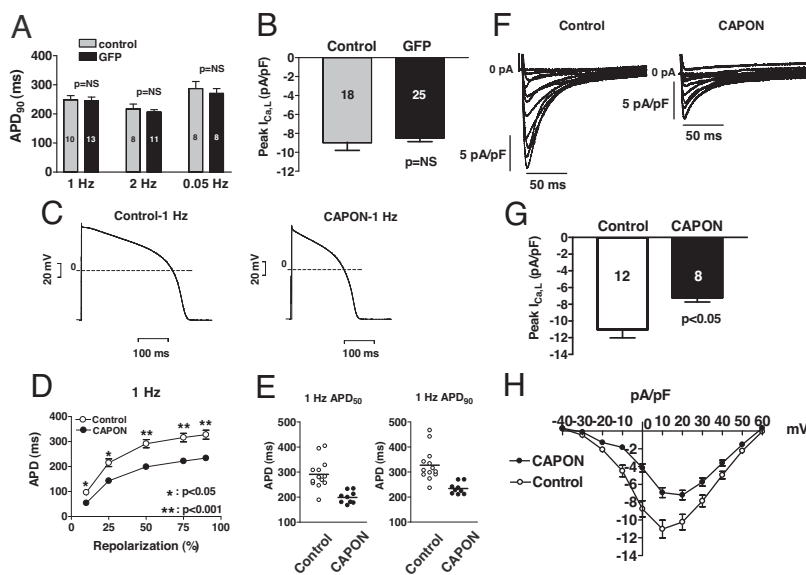 A
control
GFP
APD90 (ms)
400
300
200
100
0
p=NS
p=NS
p=NS
10
13
8
11
8
8
1 Hz
2 Hz
0.05 Hz
B
Control
GFP
Peak ICa,L (pA/pF)
0
-2
-4
-6
-8
-10
-12
18
25
p=NS
C
Control-1 Hz
20 mV
0
100 ms
CAPON-1 Hz
20 mV
0
100 ms
D
1 Hz
Control
CAPON
APD (ms)
400
300
200
100
0
*
*
**
**
**
* : p<0.05
** : p<0.001
0
25
50
75
100
Repolarization (%)
E
1 Hz APD50
APD (ms)
500
400
300
200
100
Control
CAPON
1 Hz APD90
500
400
300
200
100
Control
CAPON
F
Control
0 pA
5 pA/pF
50 ms
CAPON
0 pA
5 pA/pF
50 ms
G
Control
CAPON
Peak ICa,L (pA/pF)
0
-2
-4
-6
-8
-10
-12
-14
12
8
p<0.05
H
pA/pF
-40
-30
-20
-10
0
10
20
30
40
50
60
mV
CAPON
Control
-2
-4
-6
-8
-10
-12
-14